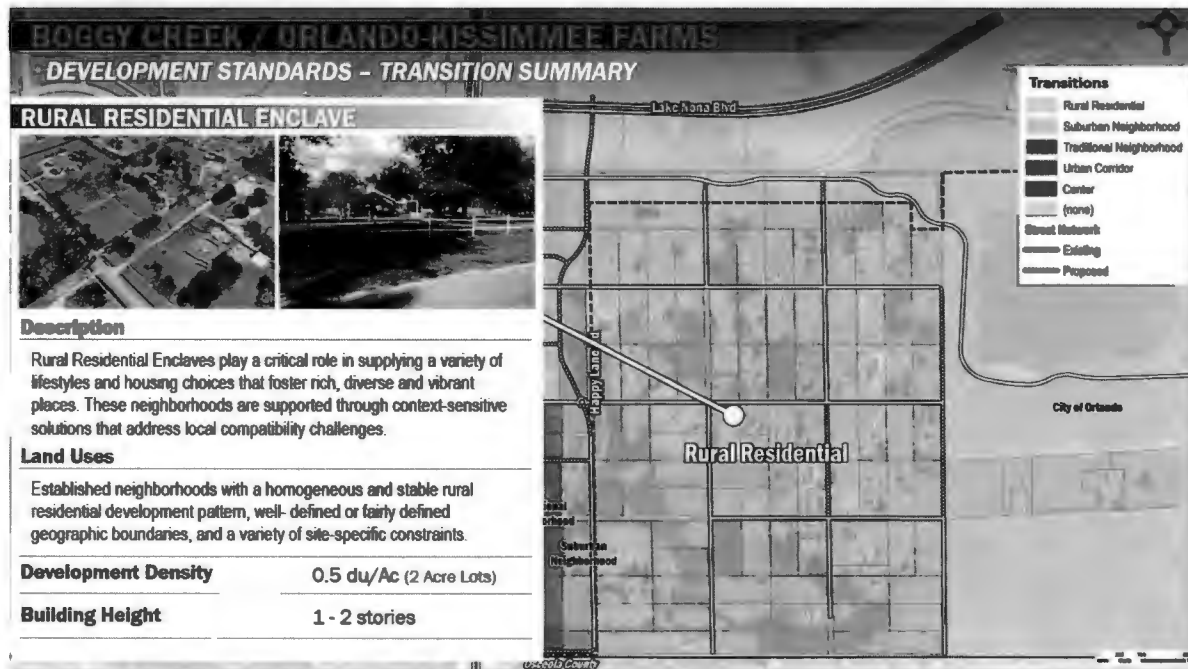 BOGGY CREEK / ORLANDO-KISSIMMEE FARMS
DEVELOPMENT STANDARDS – TRANSITION SUMMARY
RURAL RESIDENTIAL ENCLAVE
Description
Rural Residential Enclaves play a critical role in supplying a variety of
lifestyles and housing choices that foster rich, diverse and vibrant
places. These neighborhoods are supported through context-sensitive
solutions that address local compatibility challenges.
Land Uses
Established neighborhoods with a homogeneous and stable rural
residential development pattern, well- defined or fairly defined
geographic boundaries, and a variety of site-specific constraints.
Development Density 0.5 du/Ac (2 Acre Lots)
Building Height 1 - 2 stories
Lake Nona Blvd
Happy Lane Rd
Rural Residential
City of Orlando
Suburban
Neighborhood
Osceola County
Transitions
Rural Residential
Suburban Neighborhood
Traditional Neighborhood
Urban Corridor
Center
(none)
Street Network
Existing
Proposed